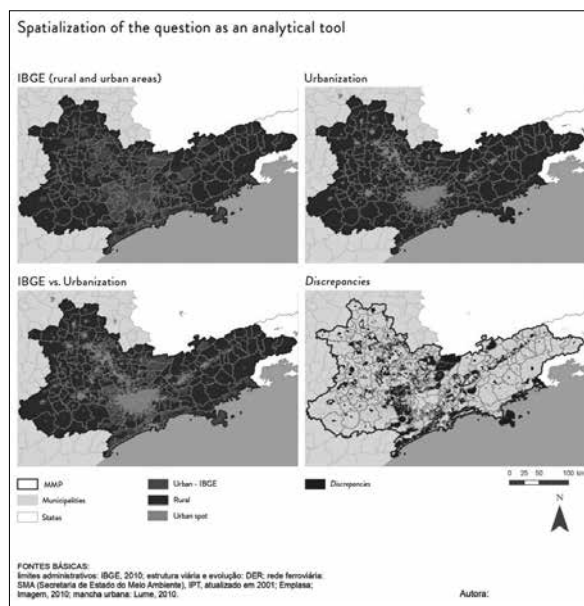 Spatialization of the question as an analytical tool
IBGE (rural and urban areas)
Urbanization
IBGE vs. Urbanization
Discrepancies
MMP
Municipalities
States
Urban - IBGE
Rural
Urban spot
Discrepancies
0 25 50 100 km
N
FONTES BÁSICAS:
limites administrativos: IBGE, 2010; estrutura viária e evolução: DER; rede ferroviária:
SMA (Secretaria de Estado do Meio Ambiente), IPT, atualizado em 2001; Emplasa;
Imagem, 2010; mancha urbana: Lume, 2010.
Autora: